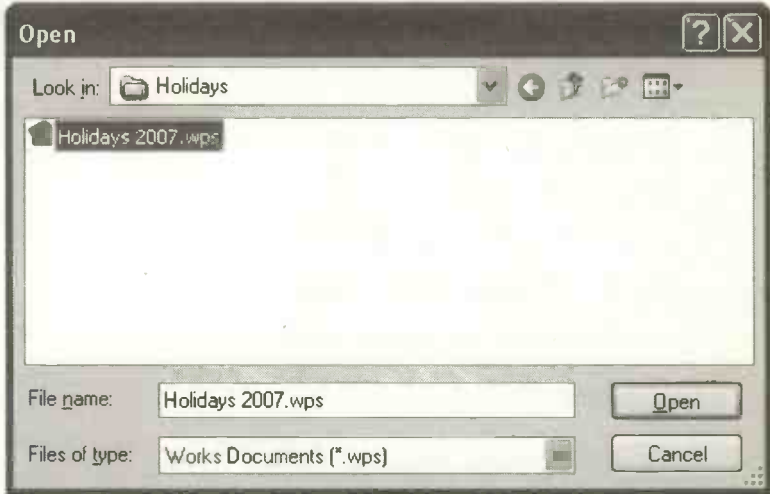 Open
Look in: Holidays
Holidays 2007.wps
File name: Holidays 2007.wps Open
Files of type: Works Documents (*.wps) Cancel